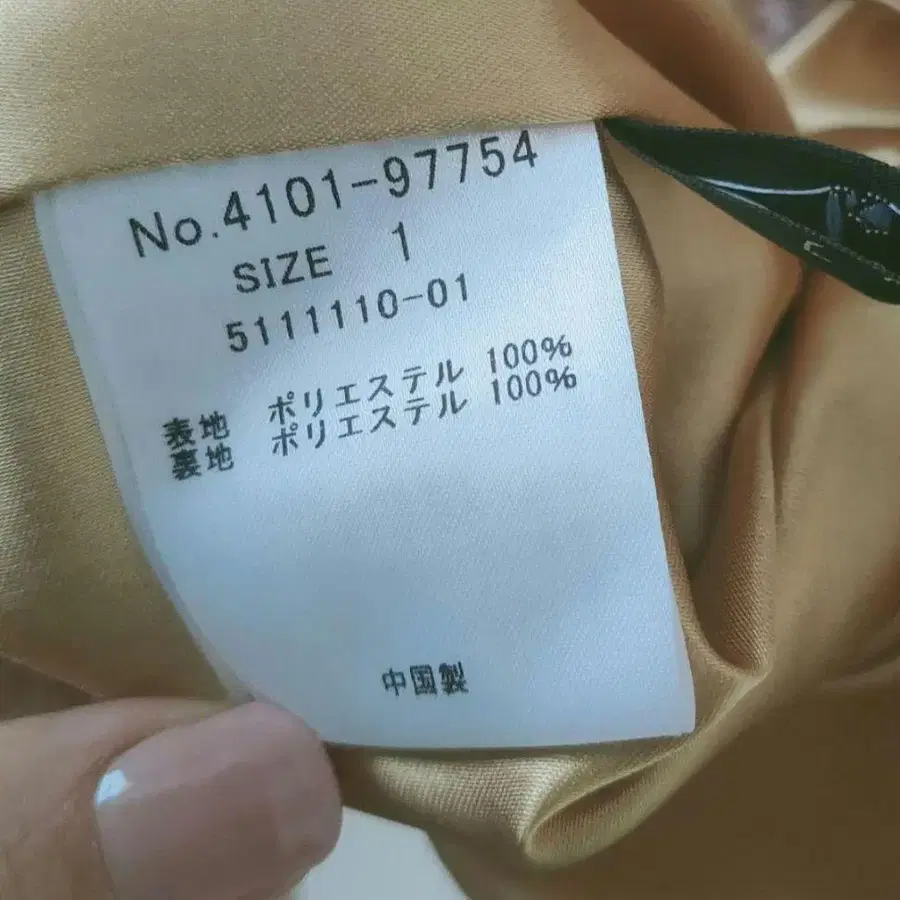 No.4101-97754
SIZE 1
5111110-01
表地 ポリエステル 100%
裏地 ポリエステル 100%
中国製